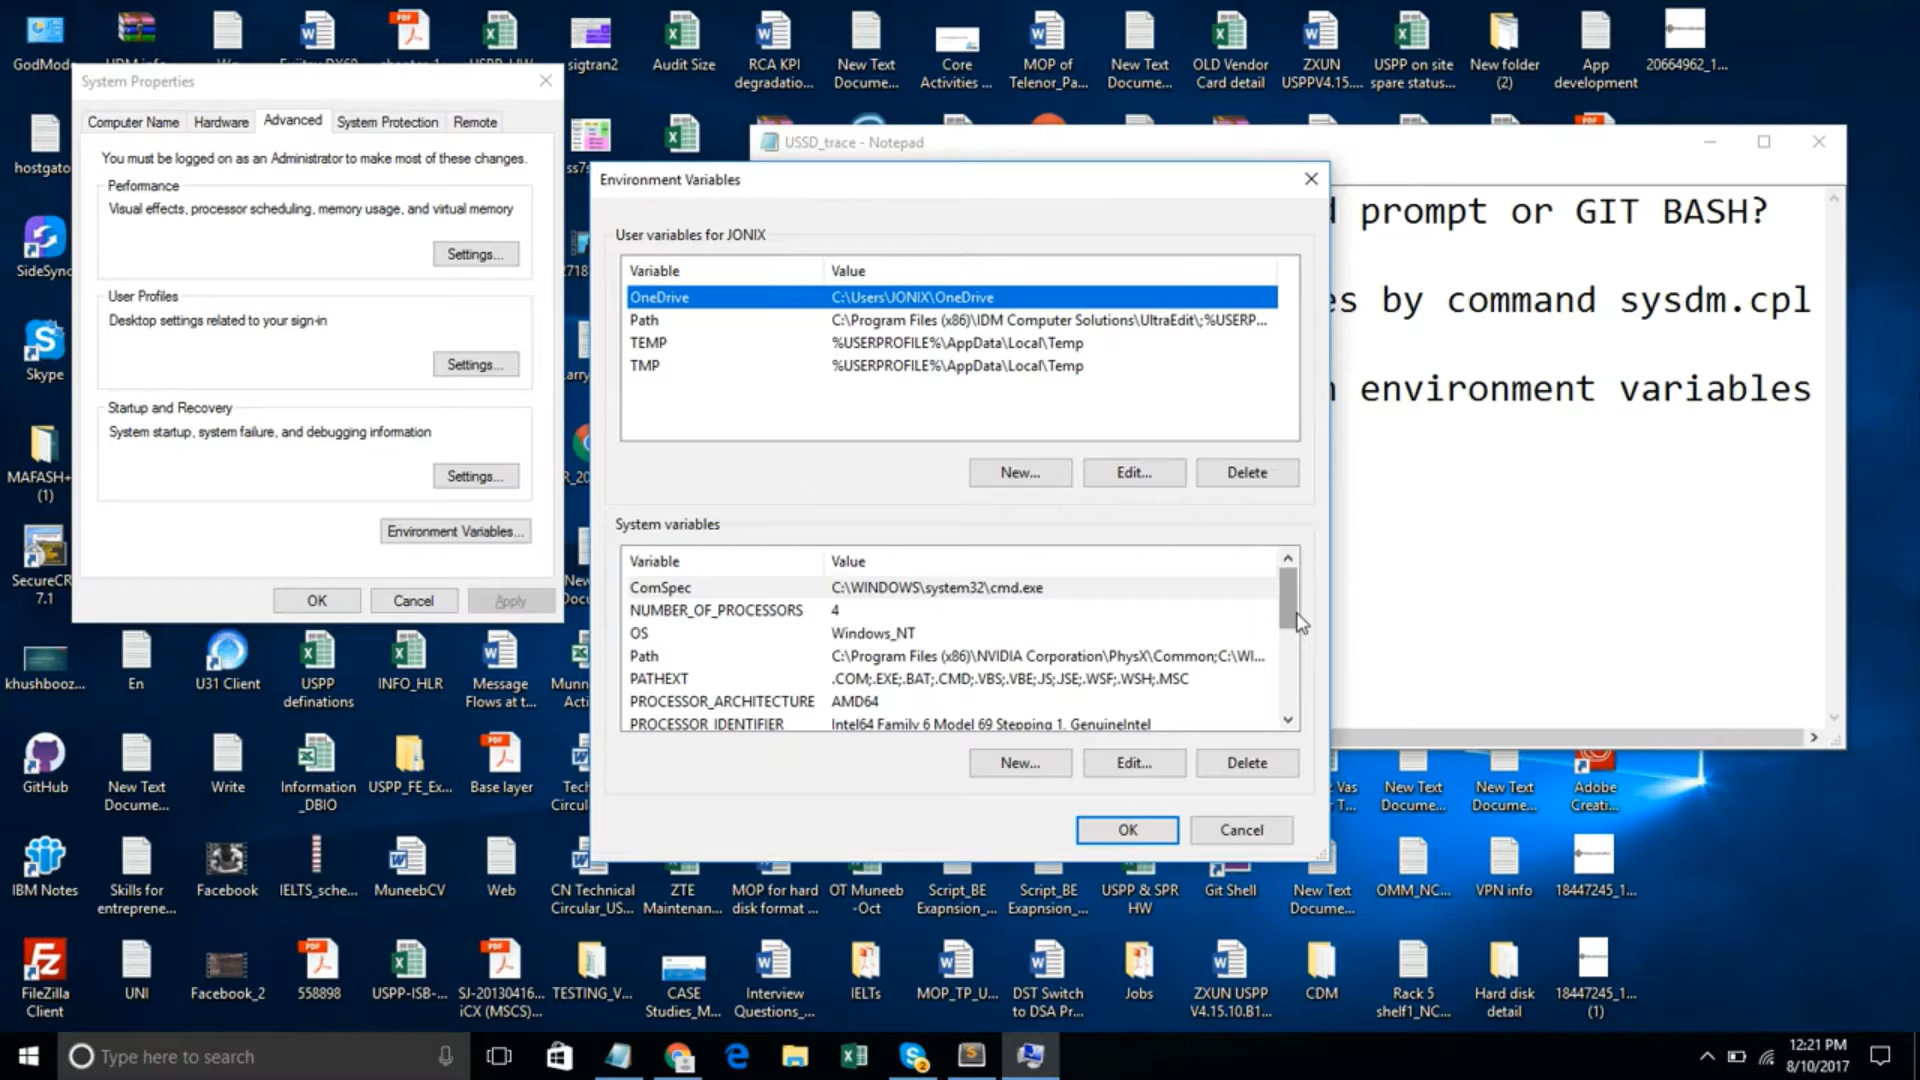 GodMode
Audit Size
RCA KPI
degradatio...
New Text
Docume...
Core
Activities ...
MOP of
Telenor_Pa...
New Text
Docume...
OLD Vendor
Card detail
ZXUN
USPPV4.15....
USPP on site
spare status...
New folder
(2)
App
development
20664962_1...
sigtran2
System Properties
Computer Name
Hardware
Advanced
System Protection
Remote
You must be logged on as an Administrator to make most of these changes.
Performance
Visual effects, processor scheduling, memory usage, and virtual memory
Settings...
User Profiles
Desktop settings related to your sign-in
Settings...
Startup and Recovery
System startup, system failure, and debugging information
Settings...
Environment Variables...
OK
Cancel
Apply
USSD_trace - Notepad
prompt or GIT BASH?
es by command sysdm.cpl
environment variables
Environment Variables
User variables for JONIX
Variable Value
OneDrive C:\Users\JONIX\OneDrive
Path C:\Program Files (x86)\IDM Computer Solutions\UltraEdit\;%USERP...
TEMP %USERPROFILE%\AppData\Local\Temp
TMP %USERPROFILE%\AppData\Local\Temp
New...
Edit...
Delete
System variables
Variable Value
ComSpec C:\WINDOWS\system32\cmd.exe
NUMBER_OF_PROCESSORS 4
OS Windows_NT
Path C:\Program Files (x86)\NVIDIA Corporation\PhysX\Common;C:\WI...
PATHEXT .COM;.EXE;.BAT;.CMD;.VBS;.VBE;.JS;.JSE;.WSF;.WSH;.MSC
PROCESSOR_ARCHITECTURE AMD64
PROCESSOR_IDENTIFIER Intel64 Family 6 Model 69 Stepping 1, GenuineIntel
New...
Edit...
Delete
OK
Cancel
hostgato
SideSync
Skype
MAFASH+
(1)
SecureCR
7.1
khushbooz...
En
U31 Client
USPP
definations
INFO_HLR
Message
Flows at t...
GitHub
New Text
Docume...
Write
Information
_DBIO
USPP_FE_Ex...
Base layer
New Text
Docume...
New Text
Docume...
Adobe
Creati...
IBM Notes
Skills for
entreprene...
Facebook
IELTS_sche...
MuneebCV
Web
CN Technical
Circular_US...
ZTE
Maintenan...
MOP for hard
disk format ...
OT Muneeb
-Oct
Script_BE
Exapnsion_...
Script_BE
Exapnsion_...
USPP & SPR
HW
Git Shell
New Text
Docume...
OMM_NC...
VPN info
18447245_1...
FileZilla
Client
UNI
Facebook_2
558898
USPP-ISB-...
SJ-20130416...
iCX (MSCS)...
TESTING_V...
CASE
Studies_M...
Interview
Questions_...
IELTs
MOP_TP_U...
DST Switch
to DSA Pr...
Jobs
ZXUN USPP
V4.15.10.B1...
CDM
Rack 5
shelf1_NC...
Hard disk
detail
18447245_1...
(1)
Type here to search
12:21 PM
8/10/2017